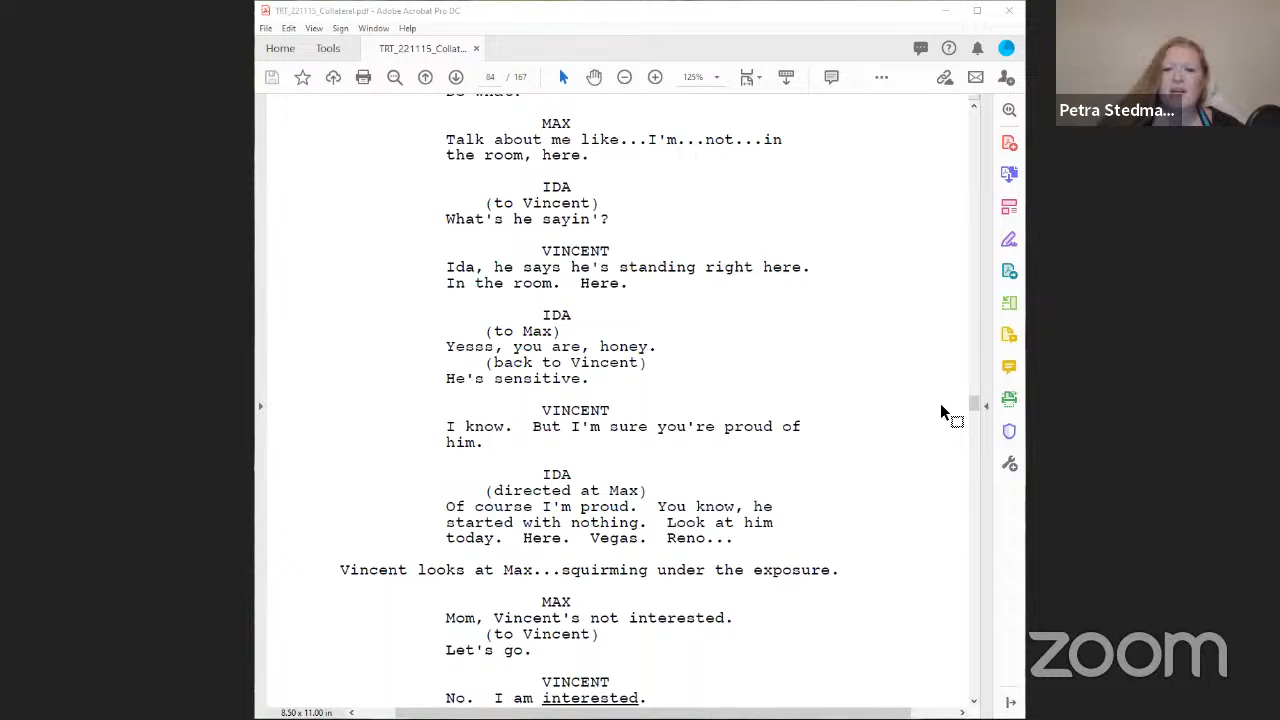 TRT_221115_Collateral.pdf - Adobe Acrobat Pro DC
File Edit View Sign Window Help
Home Tools TRT_221115_Collat... ×
84 / 167 125%
MAX
Talk about me like...I'm...not...in
the room, here.
IDA
(to Vincent)
What's he sayin'?
VINCENT
Ida, he says he's standing right here.
In the room. Here.
IDA
(to Max)
Yesss, you are, honey.
(back to Vincent)
He's sensitive.
VINCENT
I know. But I'm sure you're proud of
him.
IDA
(directed at Max)
Of course I'm proud. You know, he
started with nothing. Look at him
today. Here. Vegas. Reno...
Vincent looks at Max...squirming under the exposure.
MAX
Mom, Vincent's not interested.
(to Vincent)
Let's go.
VINCENT
No. I am interested.
8.50 x 11.00 in
Petra Stedma...
zoom